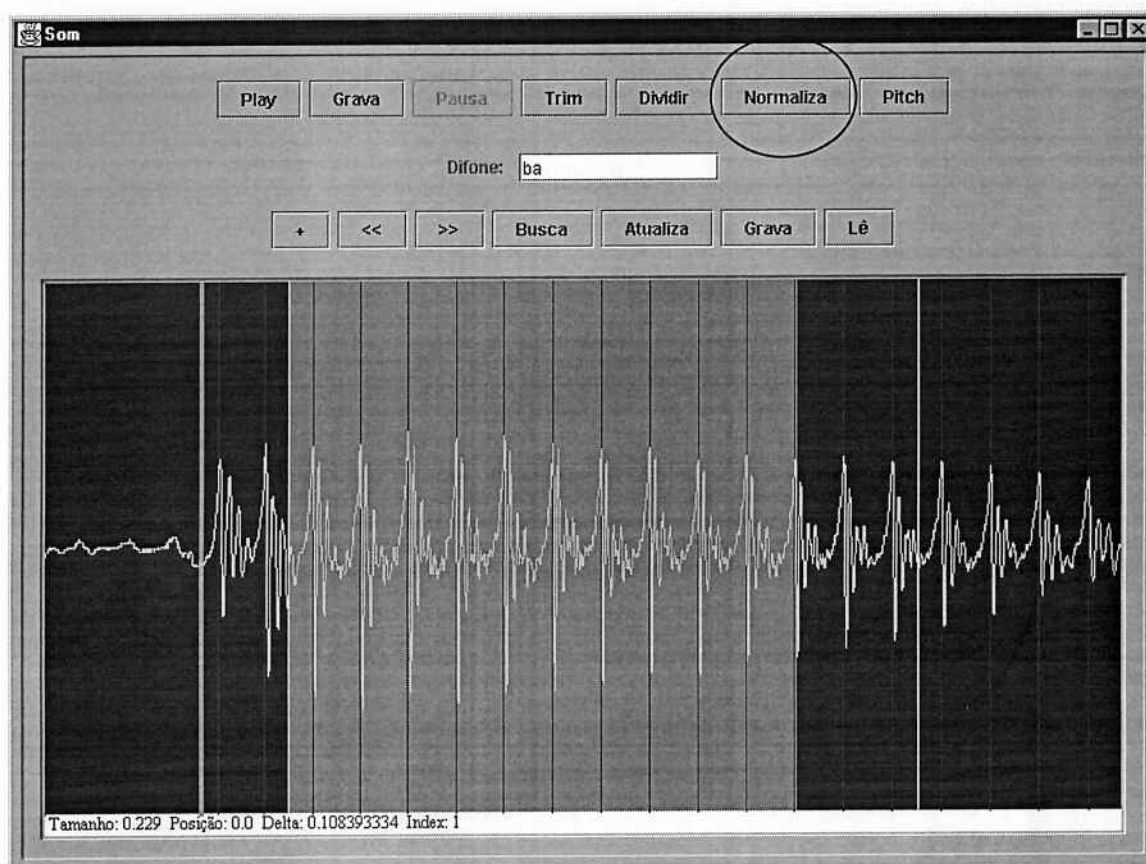 Som
Play Grava Pausa Trim Dividir Normaliza Pitch
Difone: ba
+ << >> Busca Atualiza Grava Lê
Tamanho: 0.229 Posição: 0.0 Delta: 0.108393334 Index: 1